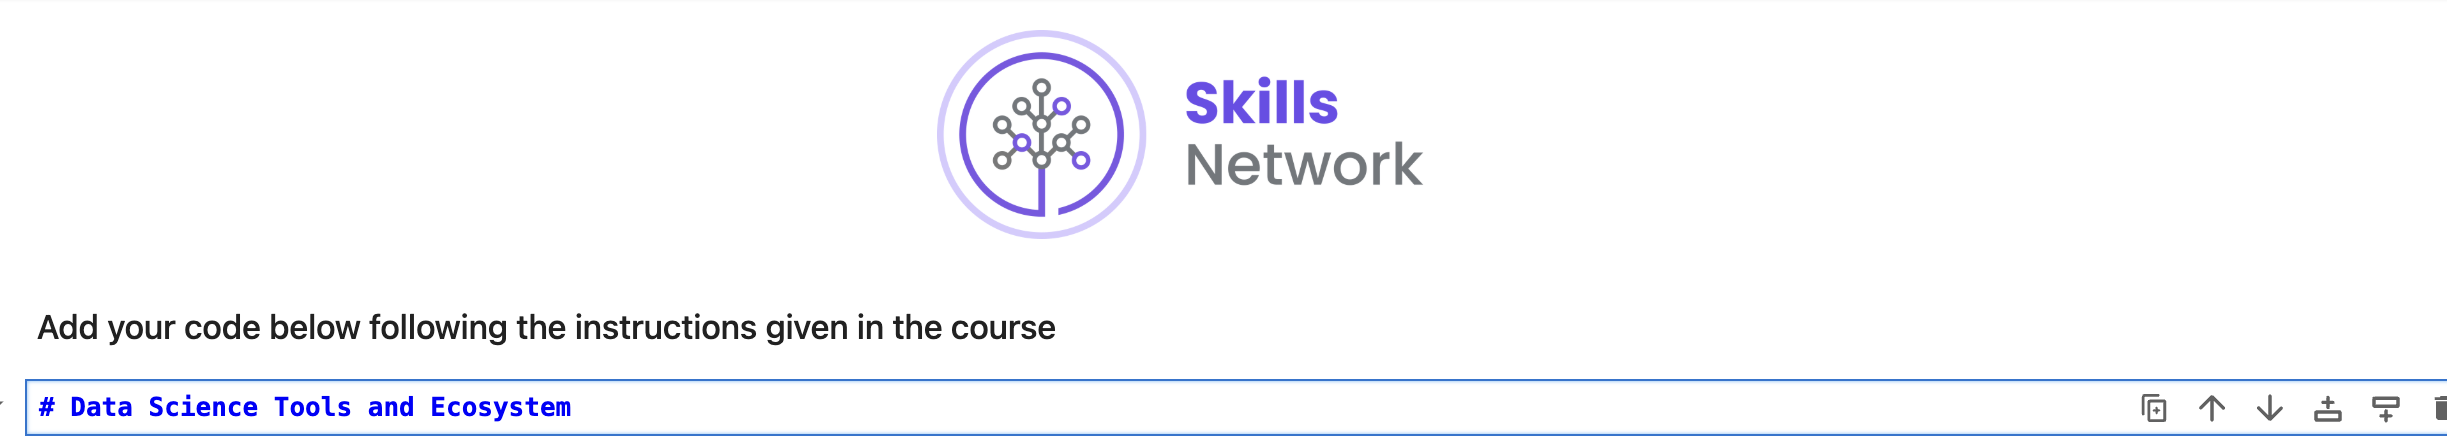 Skills
Network
Add your code below following the instructions given in the course
# Data Science Tools and Ecosystem